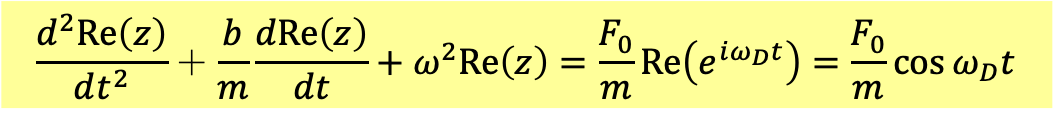 d²Re(z)/dt² + b/m dRe(z)/dt + ω²Re(z) = F₀/m Re(e^{iω_D t}) = F₀/m cos ω_D t